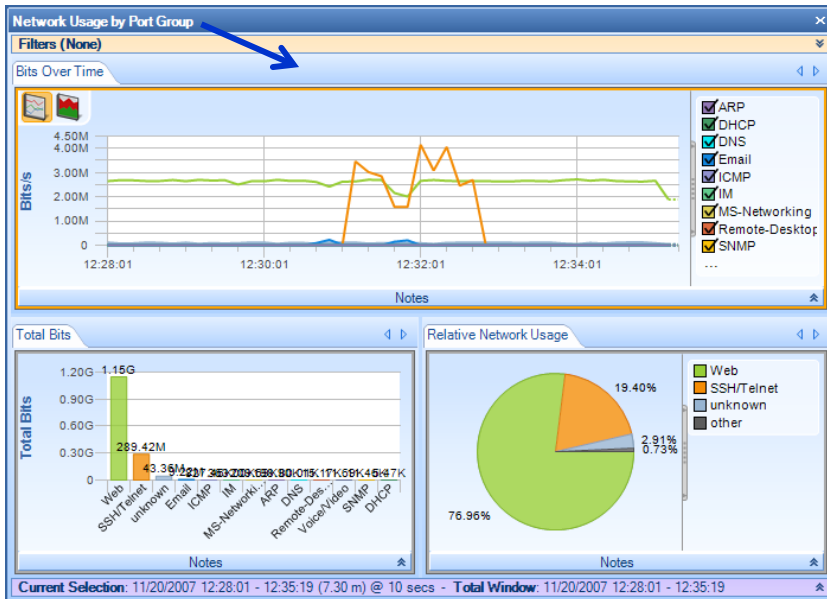 Network Usage by Port Group
Filters (None)
Bits Over Time
Bits/s
4.50M
4.00M
3.00M
2.00M
1.00M
0
12:28:01 12:30:01 12:32:01 12:34:01
ARP
DHCP
DNS
Email
ICMP
IM
MS-Networking
Remote-Desktop
SNMP
...
Notes
Total Bits
Total Bits
1.20G
0.90G
0.60G
0.30G
0
1.15G
289.42M
43.36M
Web
SSH/Telnet
unknown
Email
ICMP
IM
MS-Networki...
ARP
DNS
Remote-Des...
Voice/Video
SNMP
DHCP
Notes
Relative Network Usage
19.40%
2.91%
0.73%
76.96%
Web
SSH/Telnet
unknown
other
Notes
Current Selection: 11/20/2007 12:28:01 - 12:35:19 (7.30 m) @ 10 secs - Total Window: 11/20/2007 12:28:01 - 12:35:19